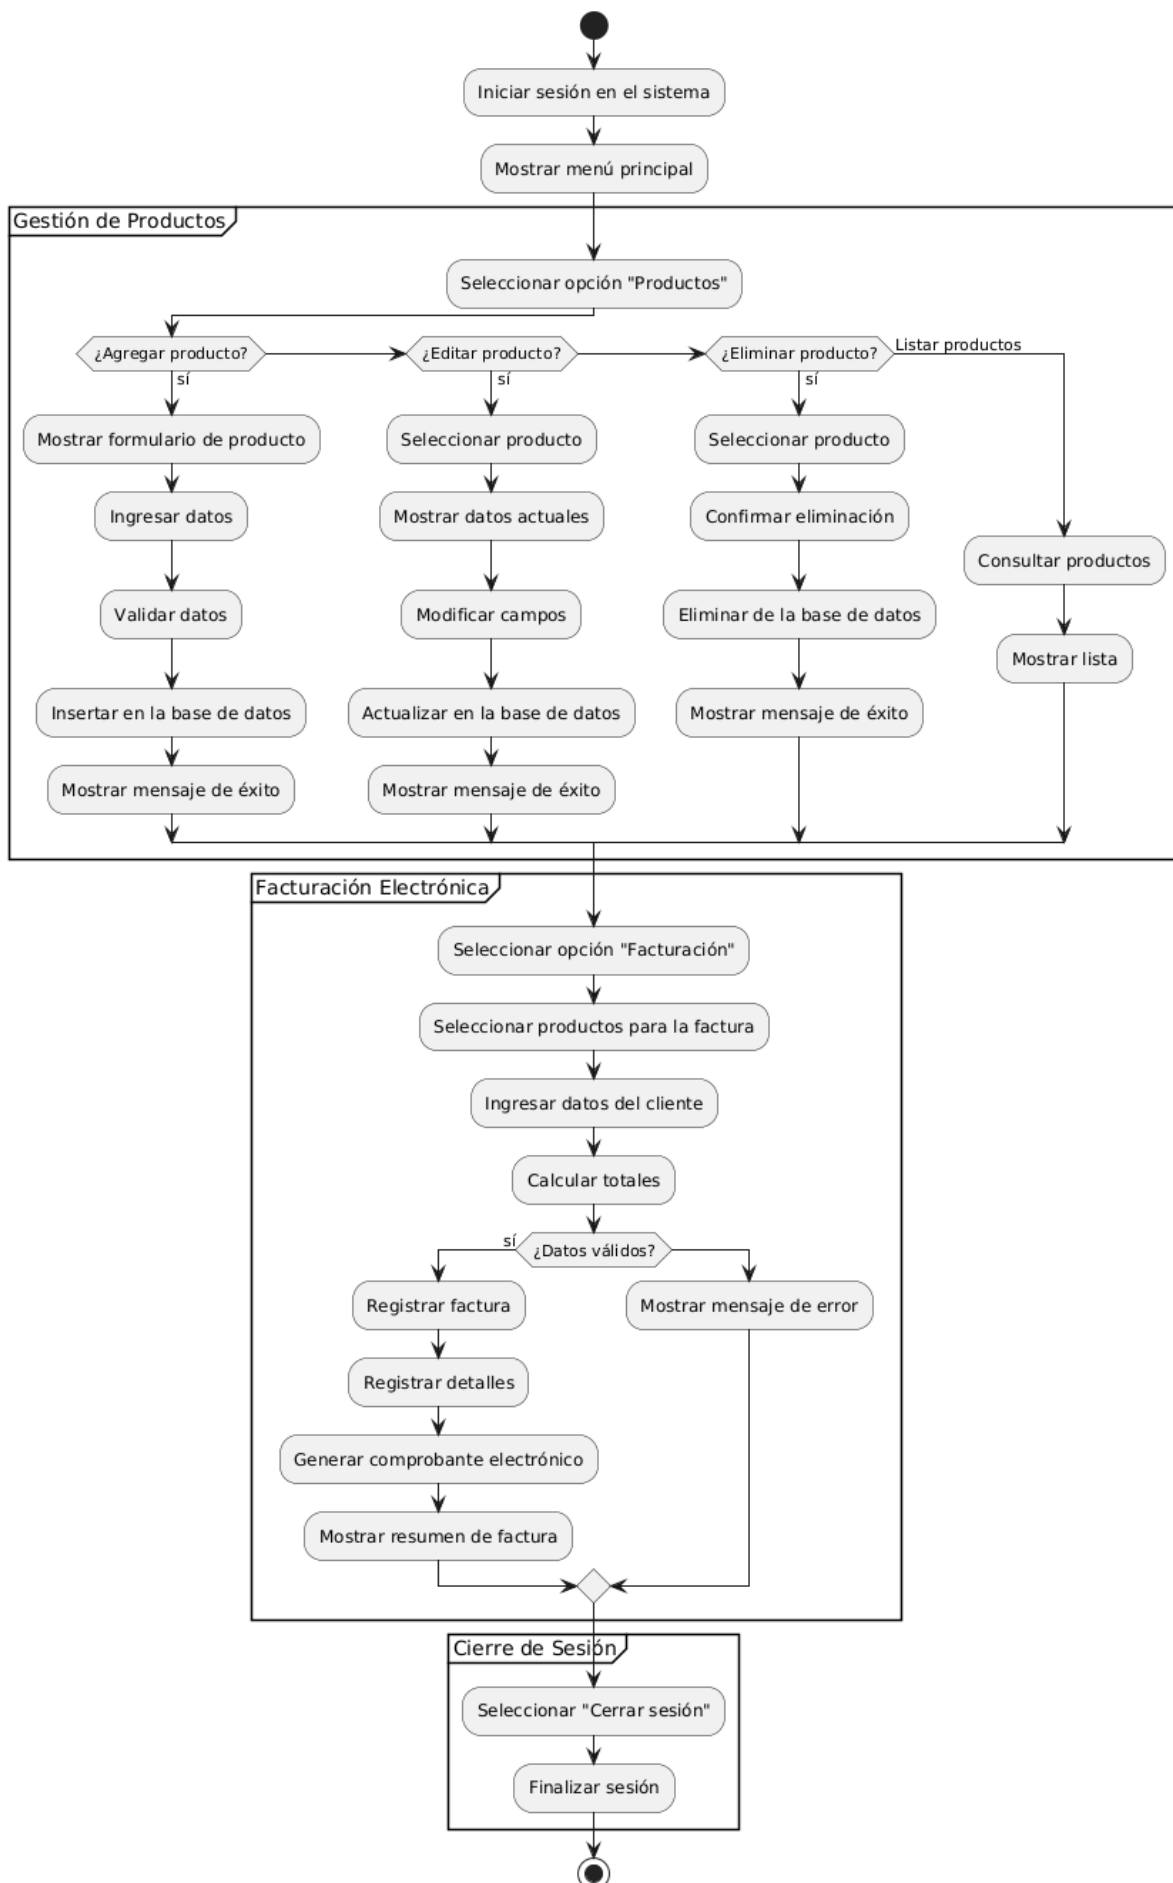 Iniciar sesión en el sistema
Mostrar menú principal
Gestión de Productos
Seleccionar opción "Productos"
¿Agregar producto?
¿Editar producto?
¿Eliminar producto?
Listar productos
sí
sí
sí
Mostrar formulario de producto
Seleccionar producto
Seleccionar producto
Ingresar datos
Mostrar datos actuales
Confirmar eliminación
Consultar productos
Validar datos
Modificar campos
Eliminar de la base de datos
Mostrar lista
Insertar en la base de datos
Actualizar en la base de datos
Mostrar mensaje de éxito
Mostrar mensaje de éxito
Mostrar mensaje de éxito
Facturación Electrónica
Seleccionar opción "Facturación"
Seleccionar productos para la factura
Ingresar datos del cliente
Calcular totales
sí
¿Datos válidos?
Registrar factura
Mostrar mensaje de error
Registrar detalles
Generar comprobante electrónico
Mostrar resumen de factura
Cierre de Sesión
Seleccionar "Cerrar sesión"
Finalizar sesión